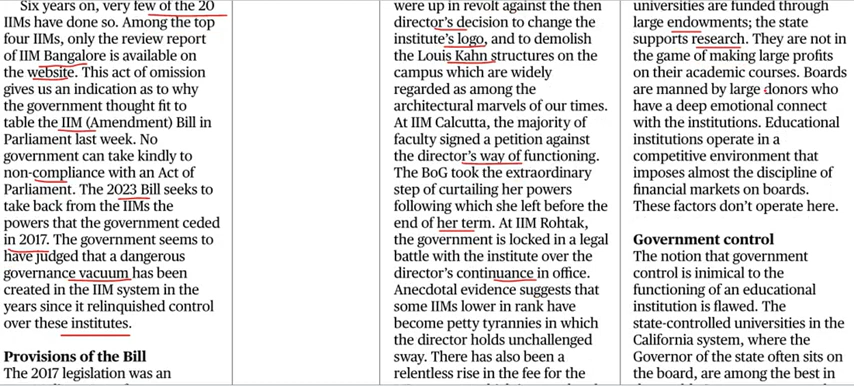 Six years on, very few of the 20
IIMs have done so. Among the top
four IIMs, only the review report
of IIM Bangalore is available on
the website. This act of omission
gives us an indication as to why
the government thought fit to
table the IIM (Amendment) Bill in
Parliament last week. No
government can take kindly to
non-compliance with an Act of
Parliament. The 2023 Bill seeks to
take back from the IIMs the
powers that the government ceded
in 2017. The government seems to
have judged that a dangerous
governance vacuum has been
created in the IIM system in the
years since it relinquished control
over these institutes.
Provisions of the Bill
The 2017 legislation was an
were up in revolt against the then
director's decision to change the
institute's logo, and to demolish
the Louis Kahn structures on the
campus which are widely
regarded as among the
architectural marvels of our times.
At IIM Calcutta, the majority of
faculty signed a petition against
the director's way of functioning.
The BoG took the extraordinary
step of curtailing her powers
following which she left before the
end of her term. At IIM Rohtak,
the government is locked in a legal
battle with the institute over the
director's continuance in office.
Anecdotal evidence suggests that
some IIMs lower in rank have
become petty tyrannies in which
the director holds unchallenged
sway. There has also been a
relentless rise in the fee for the
universities are funded through
large endowments; the state
supports research. They are not in
the game of making large profits
on their academic courses. Boards
are manned by large donors who
have a deep emotional connect
with the institutions. Educational
institutions operate in a
competitive environment that
imposes almost the discipline of
financial markets on boards.
These factors don't operate here.
Government control
The notion that government
control is inimical to the
functioning of an educational
institution is flawed. The
state-controlled universities in the
California system, where the
Governor of the state often sits on
the board, are among the best in